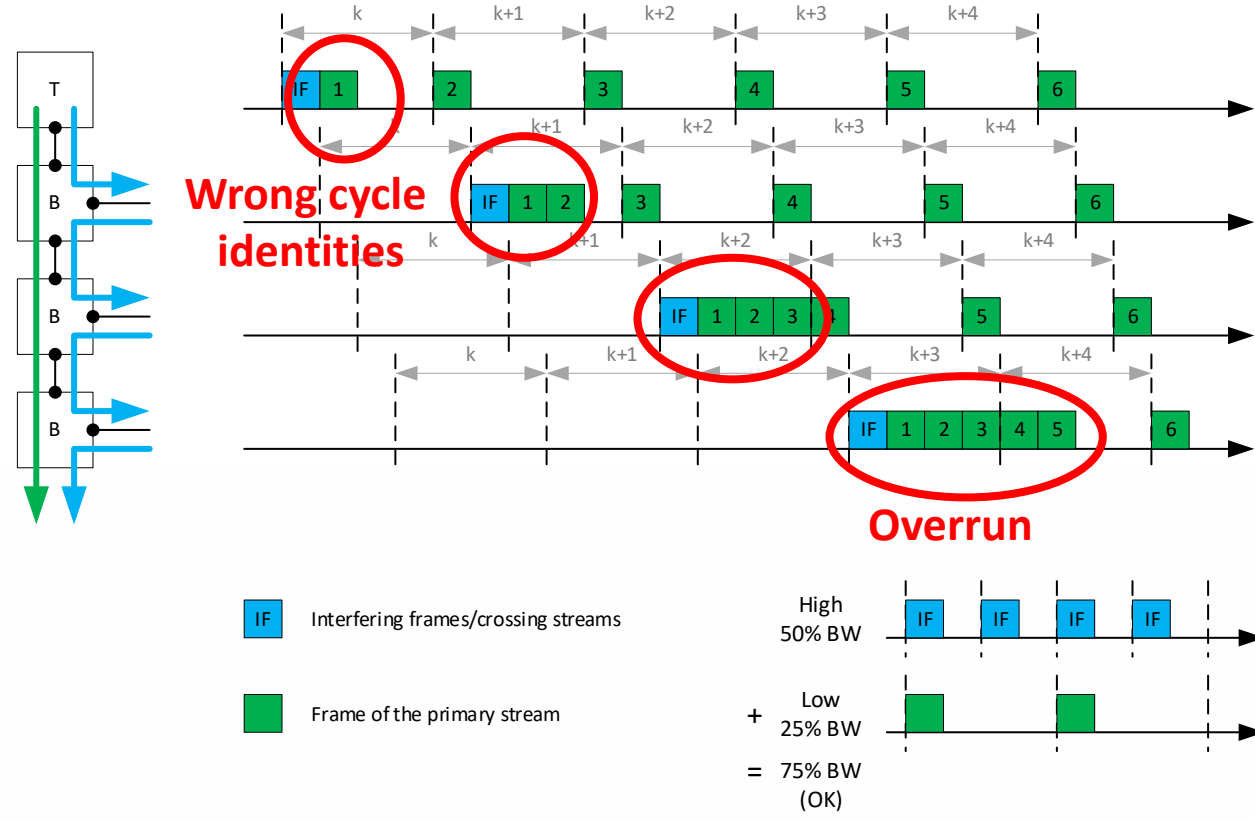 k k+1 k+2 k+3 k+4
T
IF 1 2 3 4 5 6
k k+1 k+2 k+3 k+4
B
Wrong cycle
identities
IF 1 2 3 4 5 6
k k+1 k+2 k+3 k+4
B
IF 1 2 3 4 5 6
k k+1 k+2 k+3 k+4
B
IF 1 2 3 4 5 6
Overrun
IF Interfering frames/crossing streams
High
50% BW
IF IF IF IF
Frame of the primary stream
+ Low
25% BW
= 75% BW
(OK)